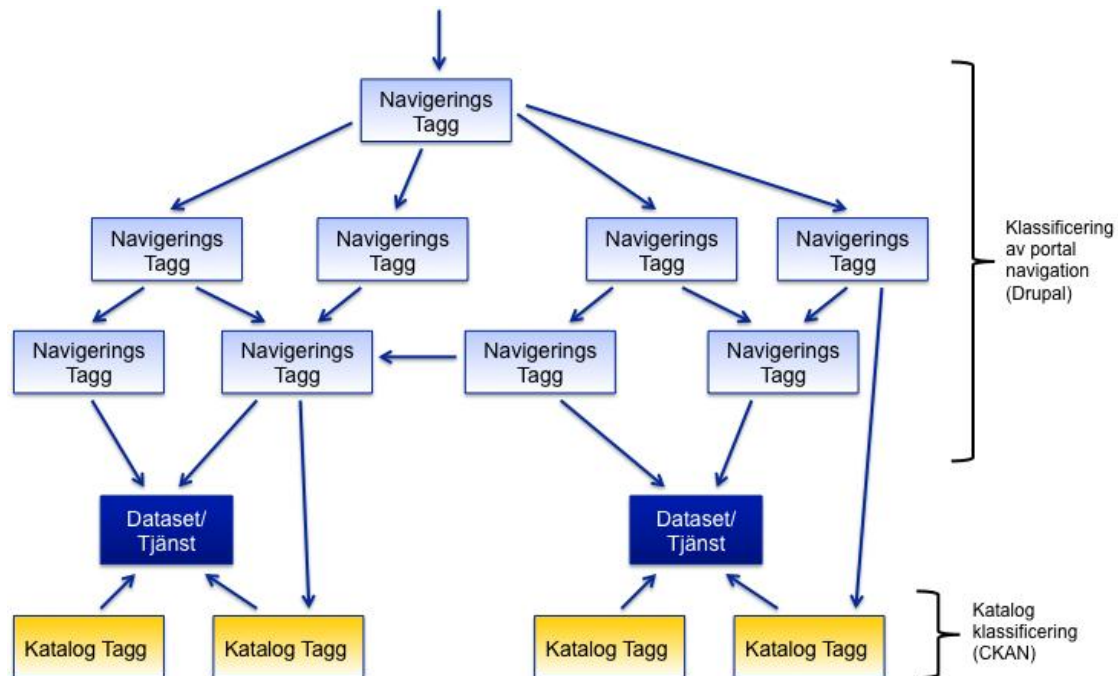 Navigerings
Tagg
Navigerings
Tagg
Navigerings
Tagg
Navigerings
Tagg
Navigerings
Tagg
Klassificering
av portal
navigation
(Drupal)
Navigerings
Tagg
Navigerings
Tagg
Navigerings
Tagg
Navigerings
Tagg
Dataset/
Tjänst
Dataset/
Tjänst
Katalog Tagg
Katalog Tagg
Katalog Tagg
Katalog Tagg
Katalog
klassificering
(CKAN)